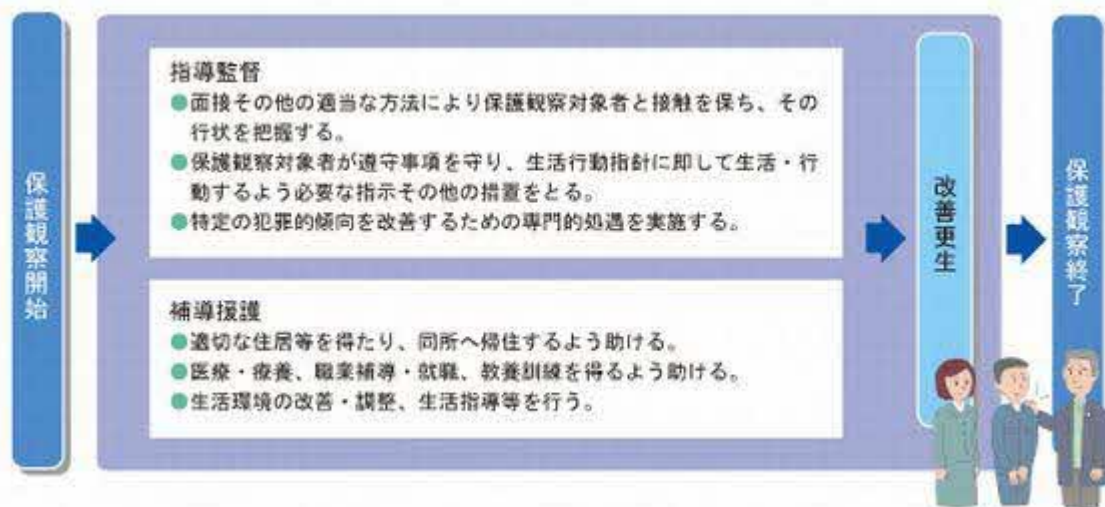 保護観察開始
指導監督
●面接その他の適当な方法により保護観察対象者と接触を保ち、その
行状を把握する。
●保護観察対象者が遵守事項を守り、生活行動指針に即して生活・行
動するよう必要な指示その他の措置をとる。
●特定の犯罪的傾向を改善するための専門的処遇を実施する。
補導援護
●適切な住居等を得たり、同所へ帰住するよう助ける。
●医療・療養、職業補導・就職、教養訓練を得るよう助ける。
●生活環境の改善・調整、生活指導等を行う。
改善更生
保護観察終了